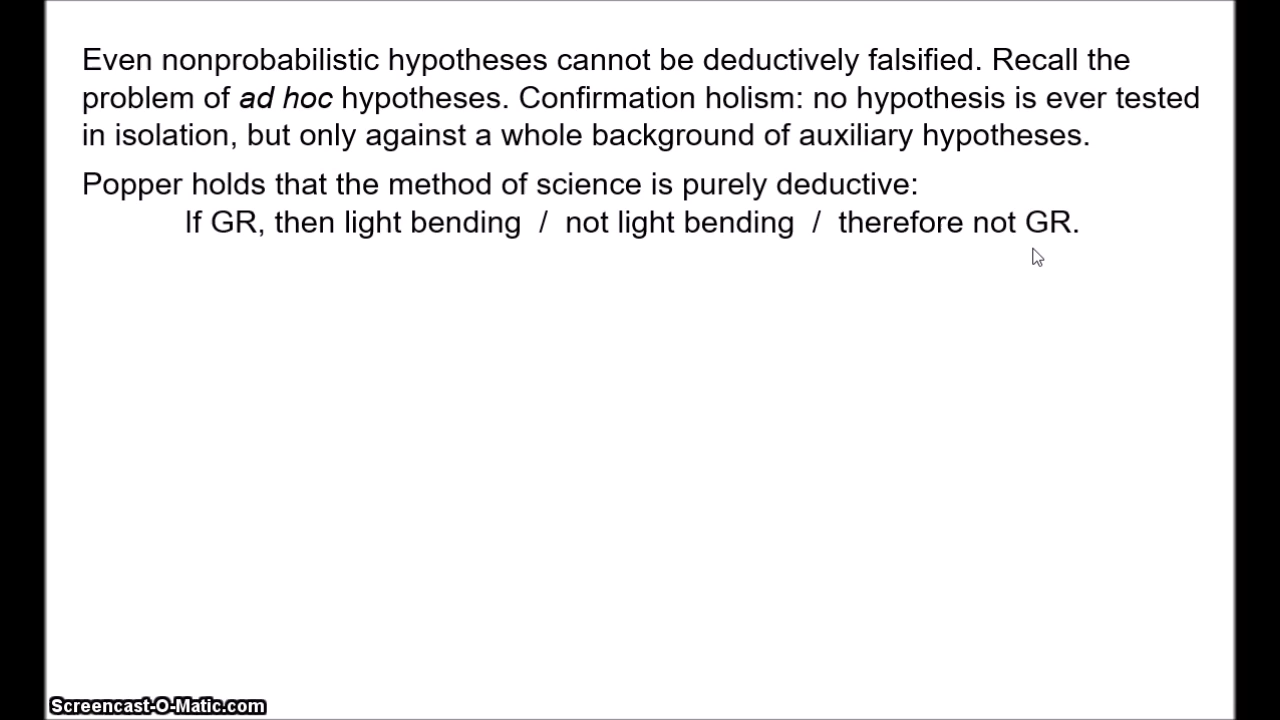 Even nonprobabilistic hypotheses cannot be deductively falsified. Recall the
problem of ad hoc hypotheses. Confirmation holism: no hypothesis is ever tested
in isolation, but only against a whole background of auxiliary hypotheses.
Popper holds that the method of science is purely deductive:
If GR, then light bending / not light bending / therefore not GR.
Screencast-O-Matic.com